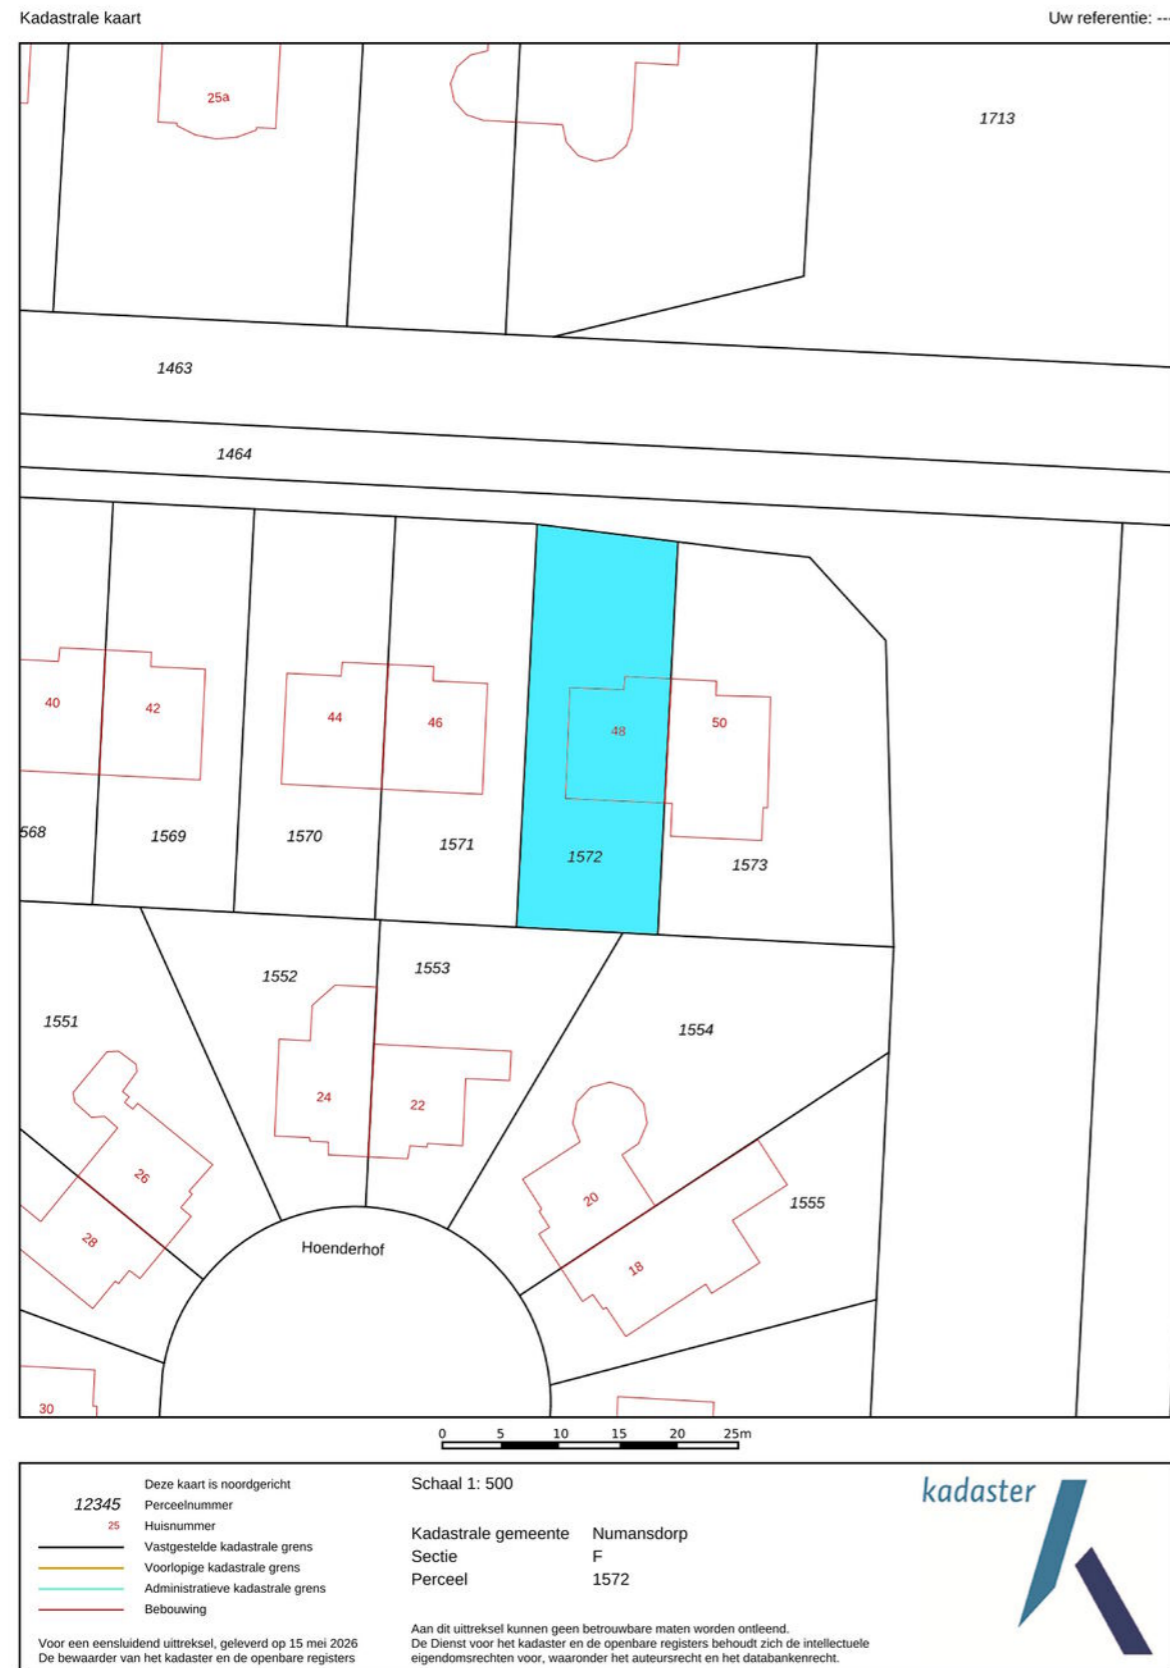 Kadastrale kaart
Uw referentie: ---
25a
1713
1463
1464
40
42
44
46
48
50
568
1569
1570
1571
1572
1573
1552
1553
1551
1554
24
22
26
20
1555
28
Hoenderhof
18
30
0 5 10 15 20 25m
Deze kaart is noordgericht
12345 Perceelnummer
25 Huisnummer
Vastgestelde kadastrale grens
Voorlopige kadastrale grens
Administratieve kadastrale grens
Bebouwing
Voor een eensluidend uittreksel, geleverd op 15 mei 2026
De bewaarder van het kadaster en de openbare registers
Schaal 1: 500
Kadastrale gemeente Numansdorp
Sectie F
Perceel 1572
Aan dit uittreksel kunnen geen betrouwbare maten worden ontleend.
De Dienst voor het kadaster en de openbare registers behoudt zich de intellectuele
eigendomsrechten voor, waaronder het auteursrecht en het databankenrecht.
kadaster